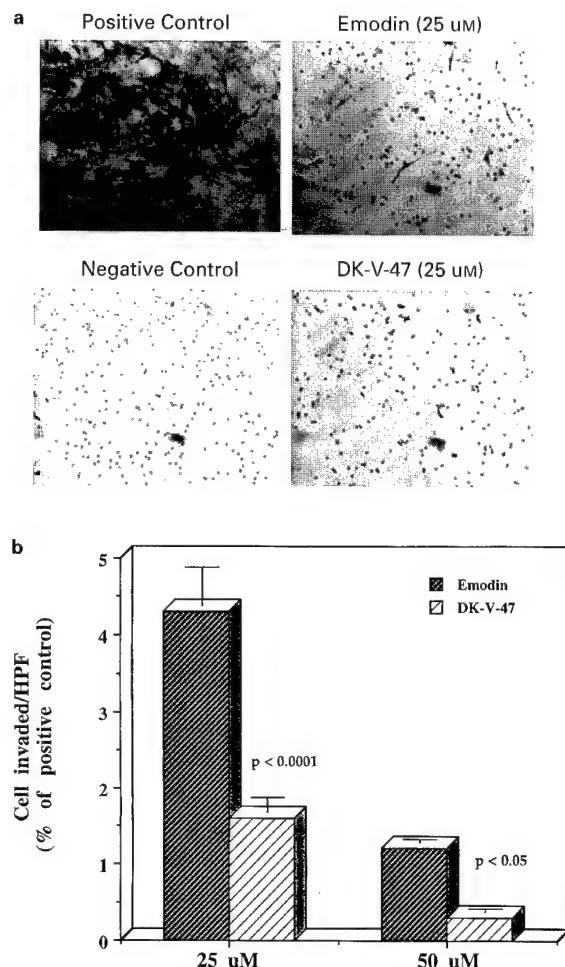 a
Positive Control
Emodin (25 uM)
Negative Control
DK-V-47 (25 uM)
b
Cell invaded/HPF
(% of positive control)
5
4
3
2
1
0
Emodin
DK-V-47
p < 0.0001
p < 0.05
25 uM
50 uM